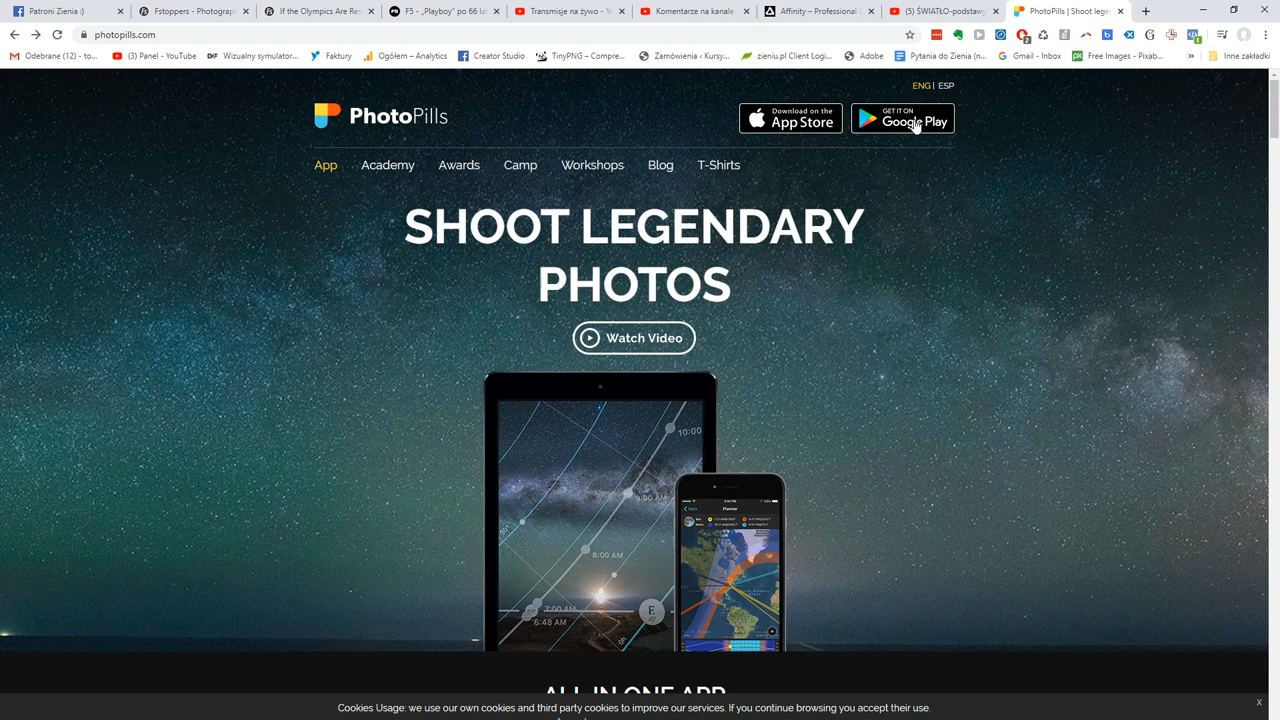 Patroni Zienia :)
Fstoppers - Photograp
If the Olympics Are Re
F5 - „Playboy” po 66 la
Transmisje na żywo - Yo
Komentarze na kanale
Affinity – Professional C
(5) ŚWIATŁO-podstawy
PhotoPills | Shoot lege
photopills.com
Odebrane (12) - to...
(3) Panel - YouTube
Wizualny symulator...
Faktury
Ogółem – Analytics
Creator Studio
TinyPNG – Compre...
Zamówienia ‹ Kursy...
zieniu.pl Client Logi...
Adobe
Pytania do Zienia (n...
Gmail - Inbox
Free Images - Pixab...
»
Inne zakładki
ENG | ESP
PhotoPills
Download on the
App Store
GET IT ON
Google Play
App Academy Awards Camp Workshops Blog T-Shirts
SHOOT LEGENDARY
PHOTOS
Watch Video
10:00
9:00 AM
8:00 AM
7:00 AM
6:48 AM
Planner
ALL IN ONE APP
Cookies Usage: we use our own cookies and third party cookies to improve our services. If you continue browsing you accept their use.
x